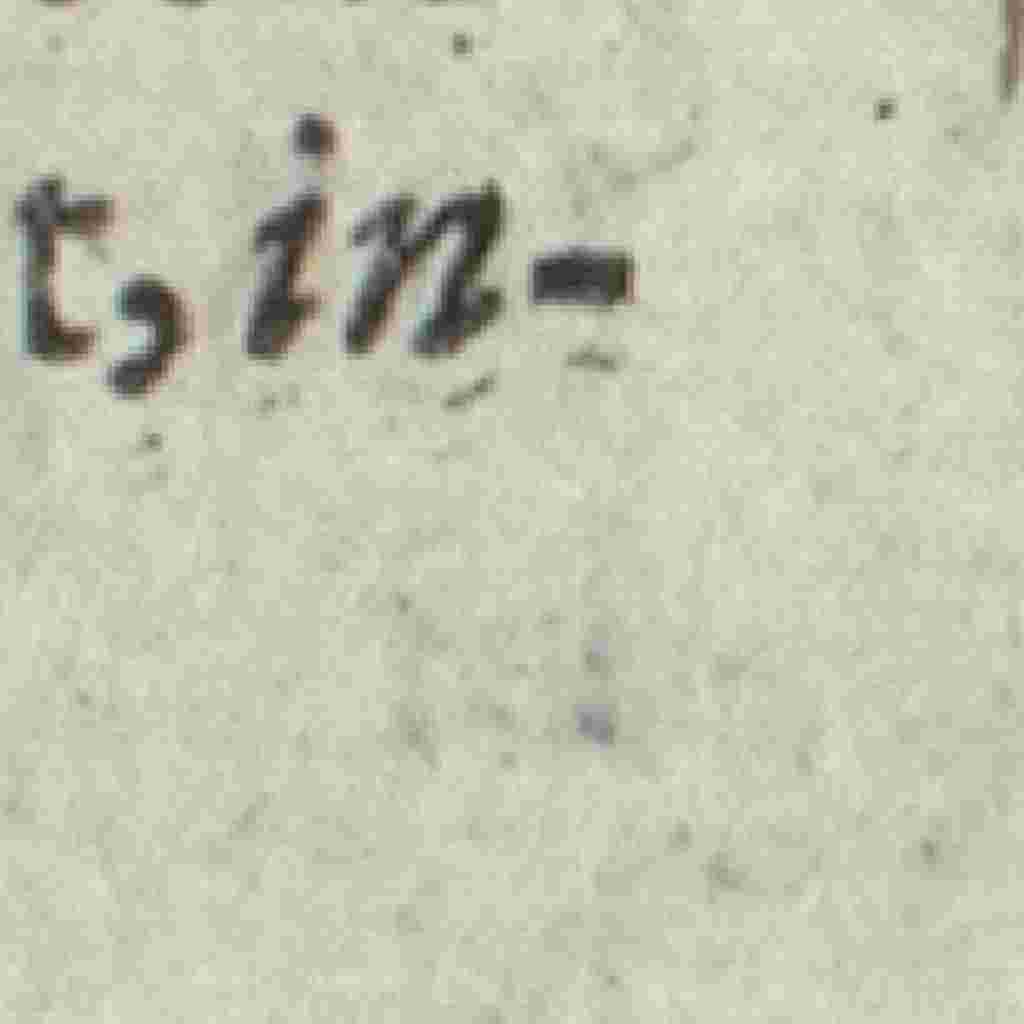 t, in-